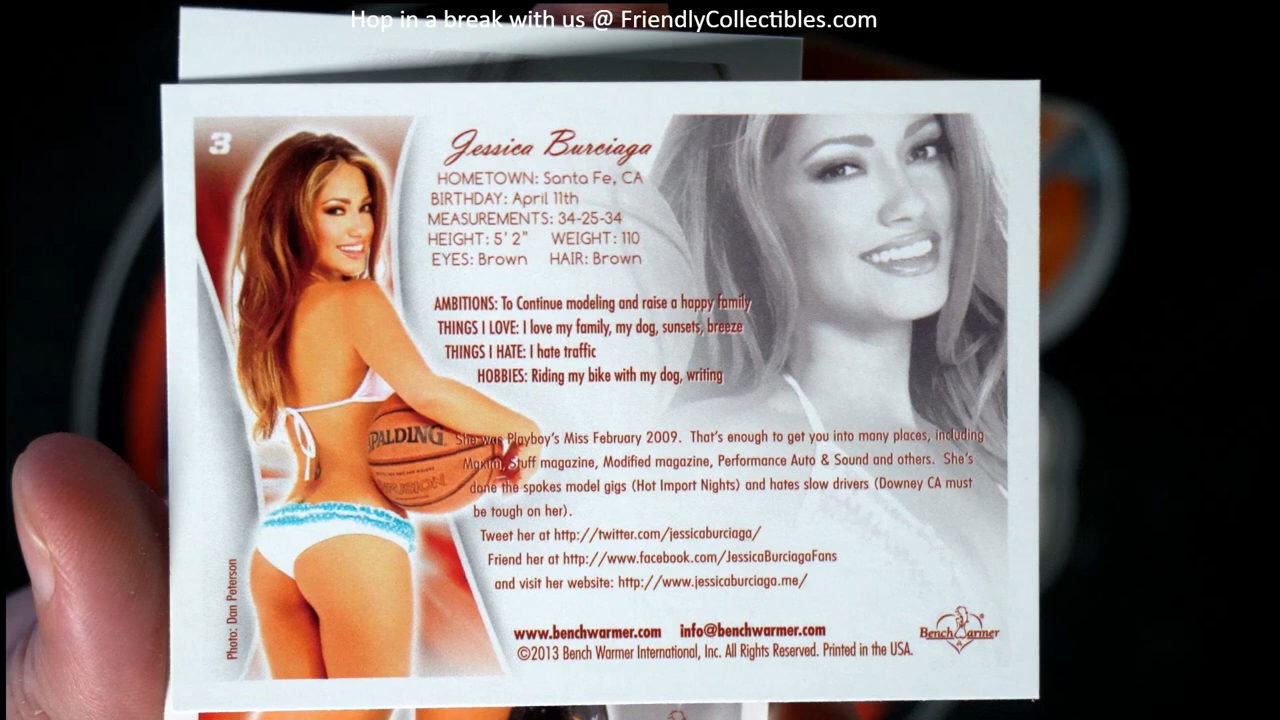 Hop in a break with us @ FriendlyCollectibles.com
3
Jessica Burciaga
HOMETOWN: Santa Fe, CA
BIRTHDAY: April 11th
MEASUREMENTS: 34-25-34
HEIGHT: 5' 2" WEIGHT: 110
EYES: Brown HAIR: Brown
AMBITIONS: To Continue modeling and raise a happy family
THINGS I LOVE: I love my family, my dog, sunsets, breeze
THINGS I HATE: I hate traffic
HOBBIES: Riding my bike with my dog, writing
SPALDING
She was Playboy's Miss February 2009. That's enough to get you into many places, including
Maxim, Stuff magazine, Modified magazine, Performance Auto & Sound and others. She's
done the spokes model gigs (Hot Import Nights) and hates slow drivers (Downey CA must
be tough on her).
Tweet her at http://twitter.com/jessicaburciaga/
Friend her at http://www.facebook.com/JessicaBurciagaFans
and visit her website: http://www.jessicaburciaga.me/
Photo: Dan Peterson
www.benchwarmer.com info@benchwarmer.com
©2013 Bench Warmer International, Inc. All Rights Reserved. Printed in the USA.
BenchWarmer®